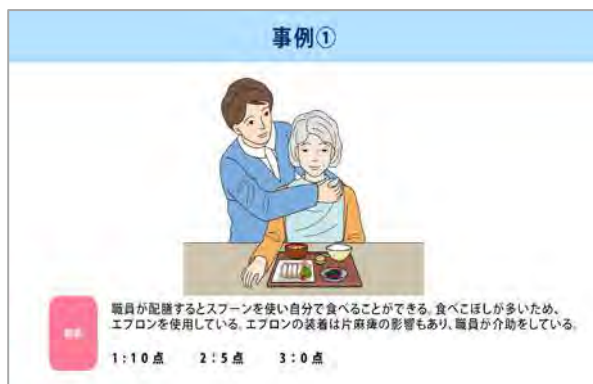 事例①
職員が配膳するとスプーンを使い自分で食べることができる。食べこぼしが多いため、
エプロンを使用している。エプロンの装着は片麻痺の影響もあり、職員が介助をしている。
1:10点 2:5点 3:0点